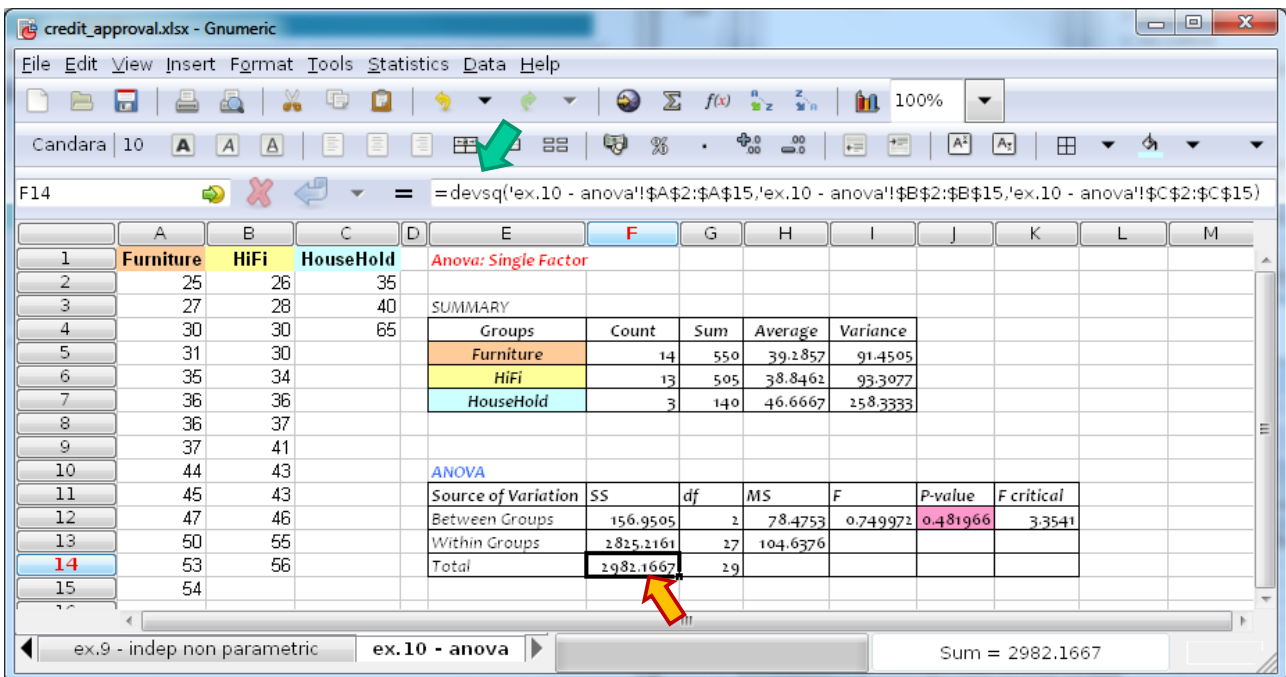 credit_approval.xlsx - Gnumeric
File Edit View Insert Format Tools Statistics Data Help
f(x) 100%
Candara 10 A A A
F14 = =devsq('ex.10 - anova'!$A$2:$A$15,'ex.10 - anova'!$B$2:$B$15,'ex.10 - anova'!$C$2:$C$15)
A B C D E F G H I J K L M
1 Furniture HiFi HouseHold Anova: Single Factor
2 25 26 35
3 27 28 40 SUMMARY
4 30 30 65 Groups Count Sum Average Variance
5 31 30 Furniture 14 550 39.2857 91.4505
6 35 34 HiFi 13 505 38.8462 93.3077
7 36 36 HouseHold 3 140 46.6667 258.3333
8 36 37
9 37 41
10 44 43 ANOVA
11 45 43 Source of Variation SS df MS F P-value F critical
12 47 46 Between Groups 156.9505 2 78.4753 0.749972 0.481966 3.3541
13 50 55 Within Groups 2825.2161 27 104.6376
14 53 56 Total 2982.1667 29
15 54
ex.9 - indep non parametric ex.10 - anova Sum = 2982.1667